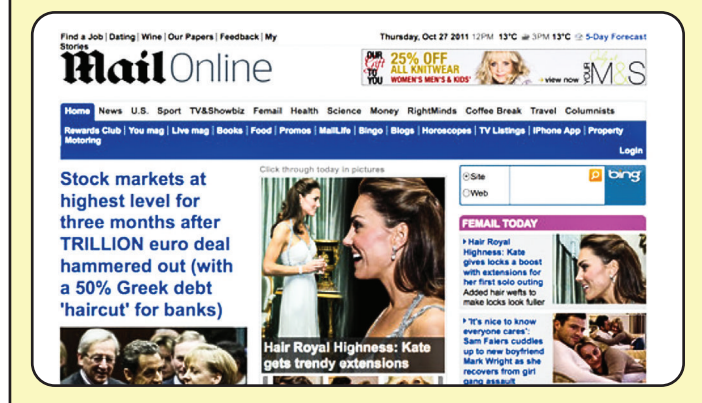 Find a Job | Dating | Wine | Our Papers | Feedback | My
Stories
Thursday, Oct 27 2011 12PM 13°C 3PM 13°C 5-Day Forecast
Mail Online
OUR
Gift
TO
YOU
25% OFF
ALL KNITWEAR
WOMEN'S MEN'S & KIDS'
view now
Only at
YOUR
M&S
Home News U.S. Sport TV&Showbiz Femail Health Science Money RightMinds Coffee Break Travel Columnists
Rewards Club | You mag | Live mag | Books | Food | Promos | MailLife | Bingo | Blogs | Horoscopes | TV Listings | iPhone App | Property
Motoring
Login
Stock markets at
highest level for
three months after
TRILLION euro deal
hammered out (with
a 50% Greek debt
'haircut' for banks)
Click through today in pictures
Hair Royal Highness: Kate
gets trendy extensions
Site
Web
bing
FEMAIL TODAY
Hair Royal
Highness: Kate
gives locks a boost
with extensions for
her first solo outing
Added hair wefts to
make locks look fuller
'It's nice to know
everyone cares':
Sam Faiers cuddles
up to new boyfriend
Mark Wright as she
recovers from girl
gang assault